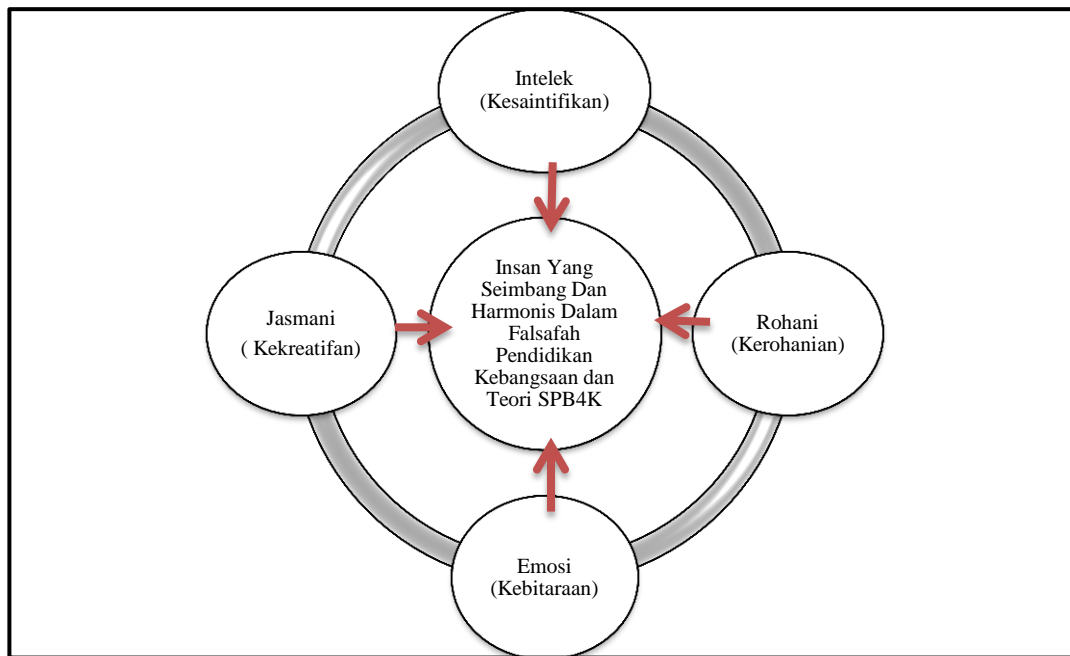 Intelek
(Kesaintifikan)
Insan Yang
Seimbang Dan
Harmonis Dalam
Falsafah
Pendidikan
Kebangsaan dan
Teori SPB4K
Jasmani
( Kekreatifan)
Rohani
(Kerohanian)
Emosi
(Kebitaraan)